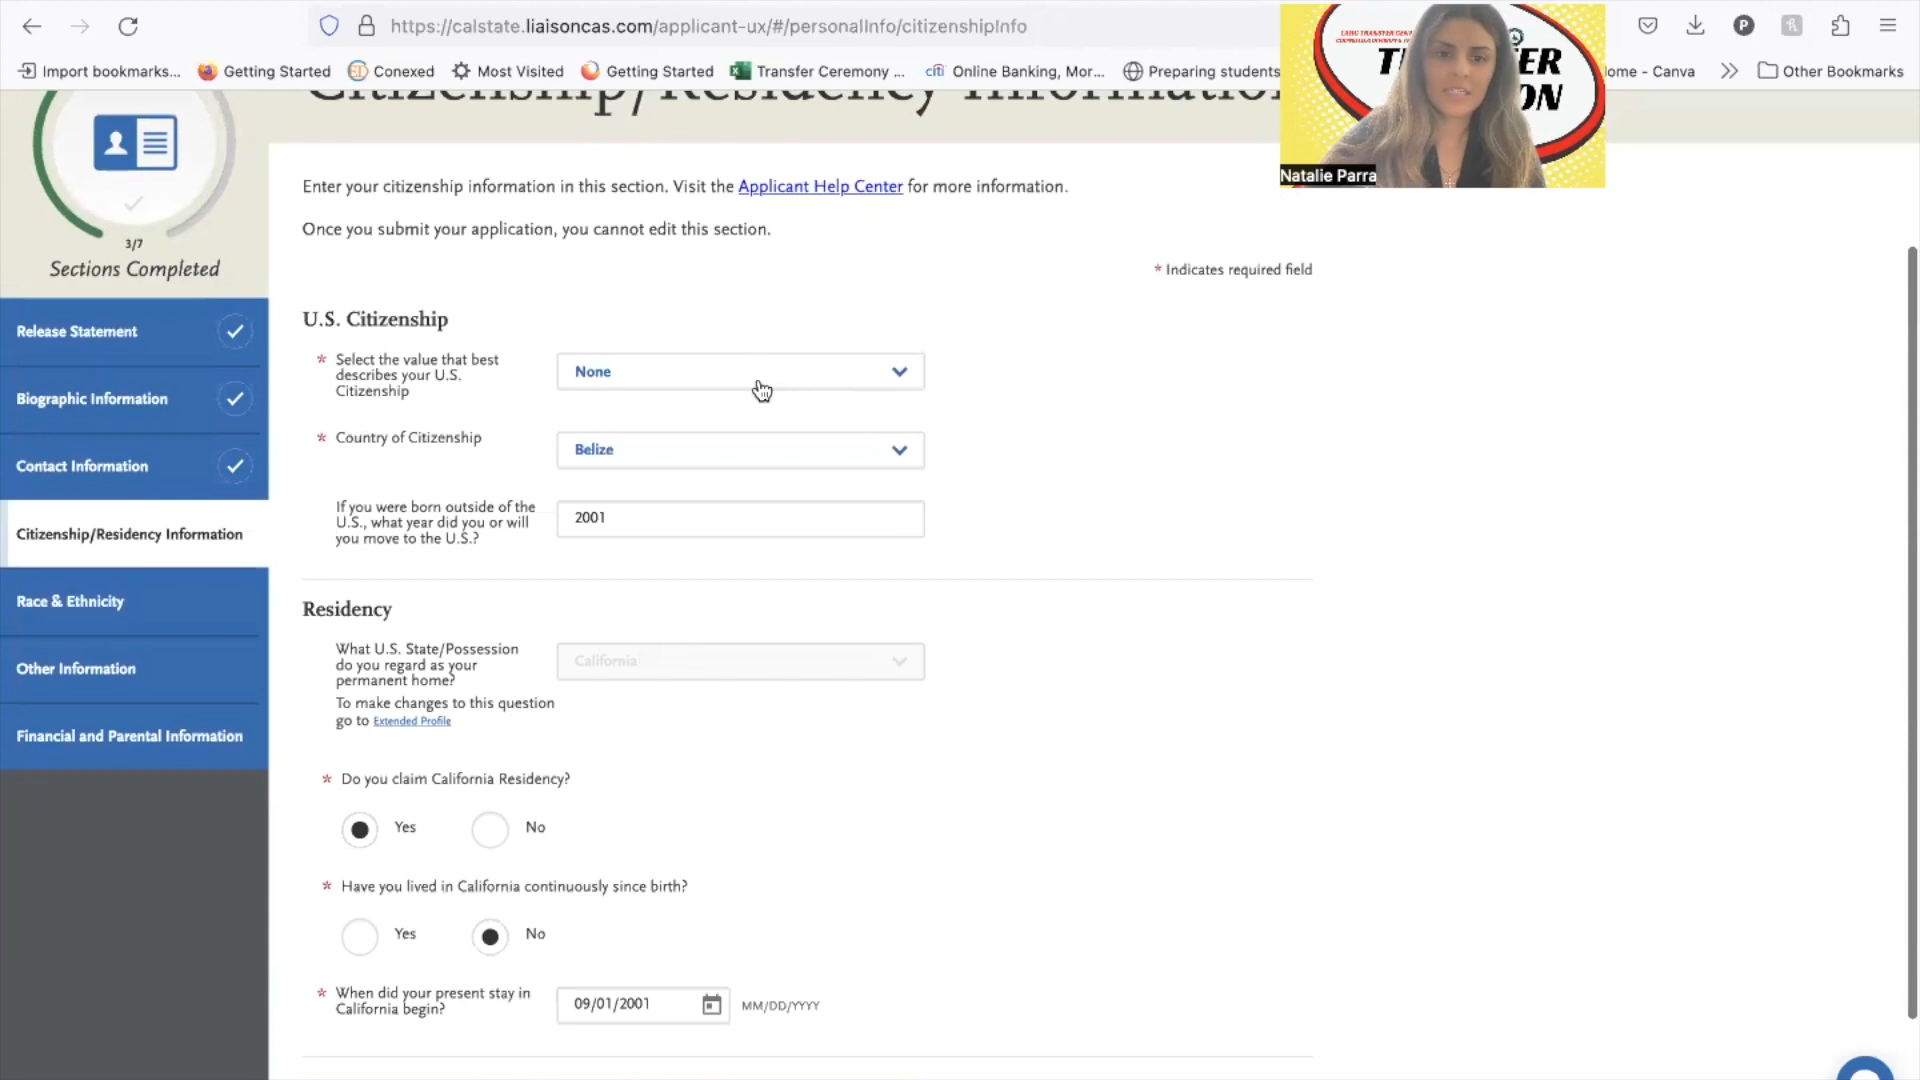 https://calstate.liaisoncas.com/applicant-ux/#/personalInfo/citizenshipInfo
P
Import bookmarks...
Getting Started
Conexed
Most Visited
Getting Started
Transfer Ceremony ...
citi Online Banking, Mor...
Preparing students
ome - Canva
Other Bookmarks
Natalie Parra
Citizenship/Residency Information
3/7
Sections Completed
Release Statement
Biographic Information
Contact Information
Citizenship/Residency Information
Race & Ethnicity
Other Information
Financial and Parental Information
Enter your citizenship information in this section. Visit the Applicant Help Center for more information.
Once you submit your application, you cannot edit this section.
* Indicates required field
U.S. Citizenship
* Select the value that best
describes your U.S.
Citizenship
None
* Country of Citizenship
Belize
If you were born outside of the
U.S., what year did you or will
you move to the U.S.?
2001
Residency
What U.S. State/Possession
do you regard as your
permanent home?
California
To make changes to this question
go to Extended Profile
* Do you claim California Residency?
Yes
No
* Have you lived in California continuously since birth?
Yes
No
* When did your present stay in
California begin?
09/01/2001
MM/DD/YYYY